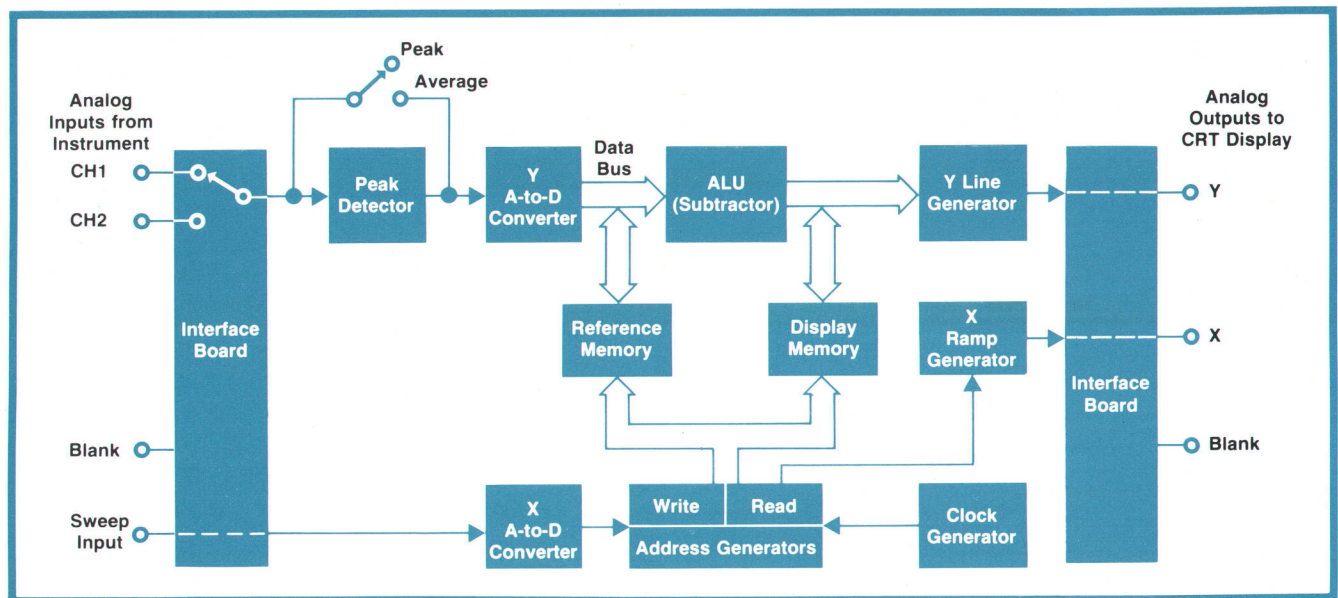 Peak
Average
Analog
Inputs from
Instrument
CH1
CH2
Blank
Sweep
Input
Interface
Board
Peak
Detector
Y
A-to-D
Converter
Data
Bus
ALU
(Subtractor)
Y Line
Generator
Reference
Memory
Display
Memory
X
Ramp
Generator
X
A-to-D
Converter
Write
Read
Address Generators
Clock
Generator
Interface
Board
Analog
Outputs to
CRT Display
Y
X
Blank